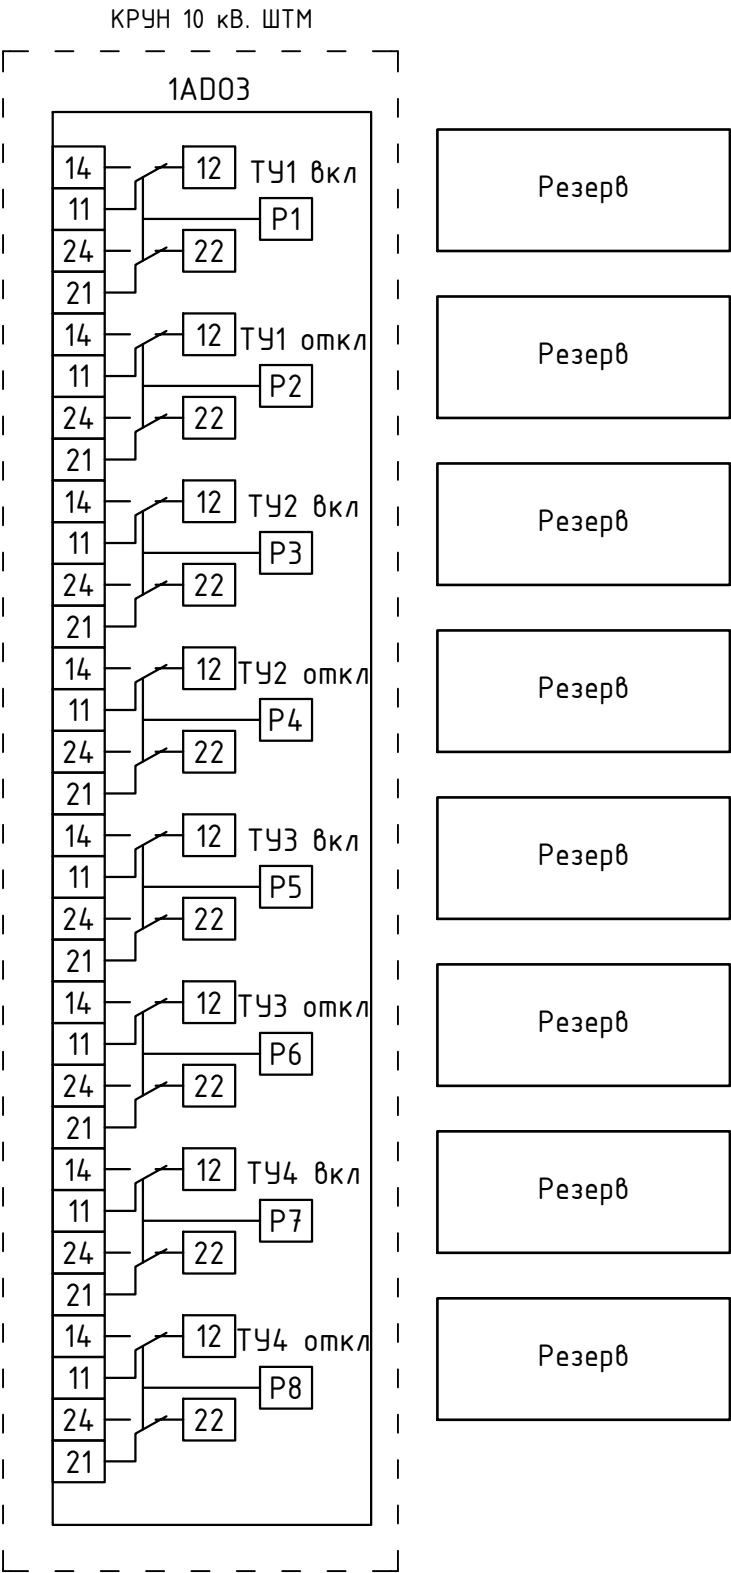 КРУН 10 кВ. ШТМ
1AD03
14 12 ТУ1 вкл Резерв
11 P1
24 22
21
14 12 ТУ1 откл Резерв
11 P2
24 22
21
14 12 ТУ2 вкл Резерв
11 P3
24 22
21
14 12 ТУ2 откл Резерв
11 P4
24 22
21
14 12 ТУ3 вкл Резерв
11 P5
24 22
21
14 12 ТУ3 откл Резерв
11 P6
24 22
21
14 12 ТУ4 вкл Резерв
11 P7
24 22
21
14 12 ТУ4 откл Резерв
11 P8
24 22
21